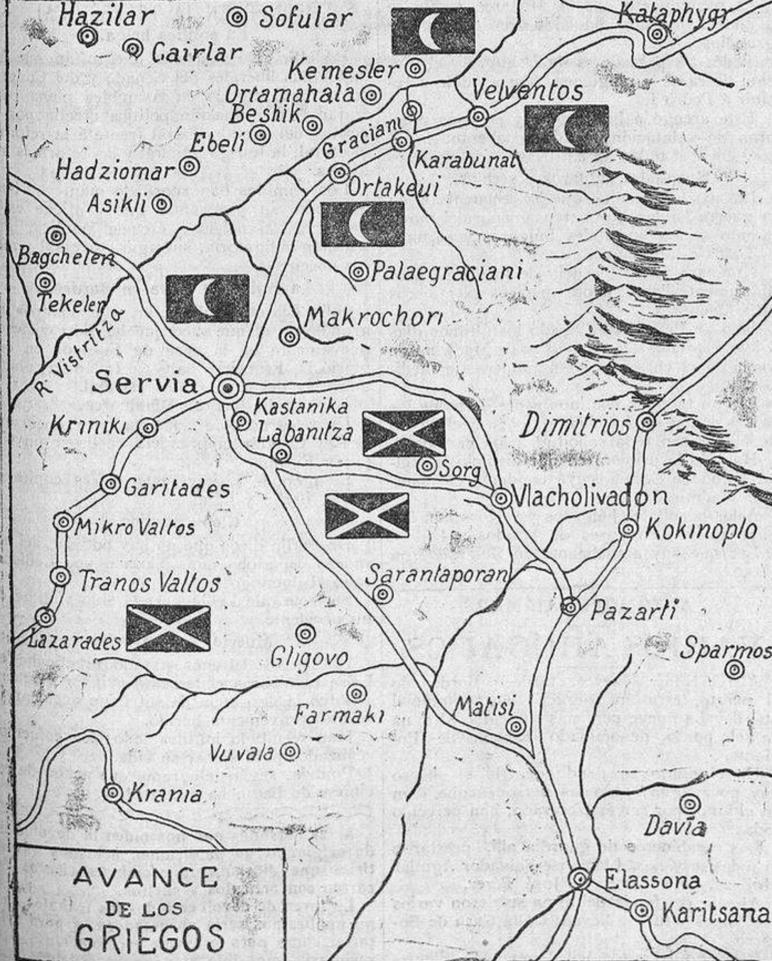 Hazilar
Sofular
Kataphygi
Cairlar
Kemesler
Ortamahala
Velventos
Beshik
Ebeli
Graciani
Karabunat
Hadziomar
Ortakeui
Asikli
Bagchelen
Palaegraciani
Tekeler
R. Vistritza
Makrochori
Servia
Kastanika
Kriniki
Labanitza
Dimitrios
Sorg
Garitades
Vlacholivadon
Mikro Valtos
Kokinoplo
Tranos Valtos
Sarantaporan
Pazarti
Lazarades
Gligovo
Sparmos
Farmaki
Matisi
Vuvala
Krania
Davia
Elassona
Karitsana
AVANCE
DE LOS
GRIEGOS